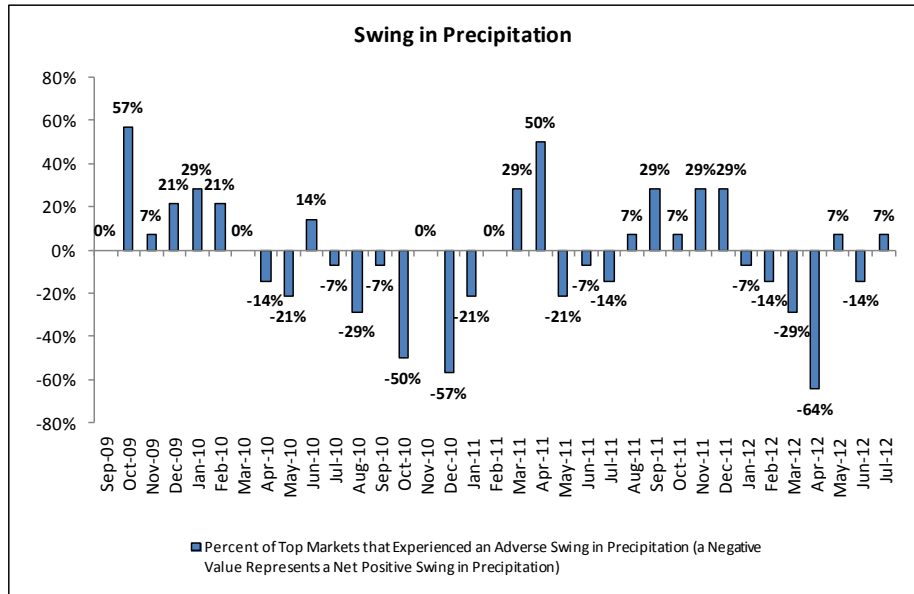 Swing in Precipitation
80%
60%
40%
20%
0%
-20%
-40%
-60%
-80%
0%
57%
7%
21%
29%
21%
0%
-14%
-21%
14%
-7%
-29%
-7%
-50%
0%
-57%
-21%
0%
29%
50%
-21%
-7%
-14%
7%
29%
7%
29%
29%
-7%
-14%
-29%
-64%
7%
-14%
7%
Sep-09
Oct-09
Nov-09
Dec-09
Jan-10
Feb-10
Mar-10
Apr-10
May-10
Jun-10
Jul-10
Aug-10
Sep-10
Oct-10
Nov-10
Dec-10
Jan-11
Feb-11
Mar-11
Apr-11
May-11
Jun-11
Jul-11
Aug-11
Sep-11
Oct-11
Nov-11
Dec-11
Jan-12
Feb-12
Mar-12
Apr-12
May-12
Jun-12
Jul-12
Percent of Top Markets that Experienced an Adverse Swing in Precipitation (a Negative
Value Represents a Net Positive Swing in Precipitation)